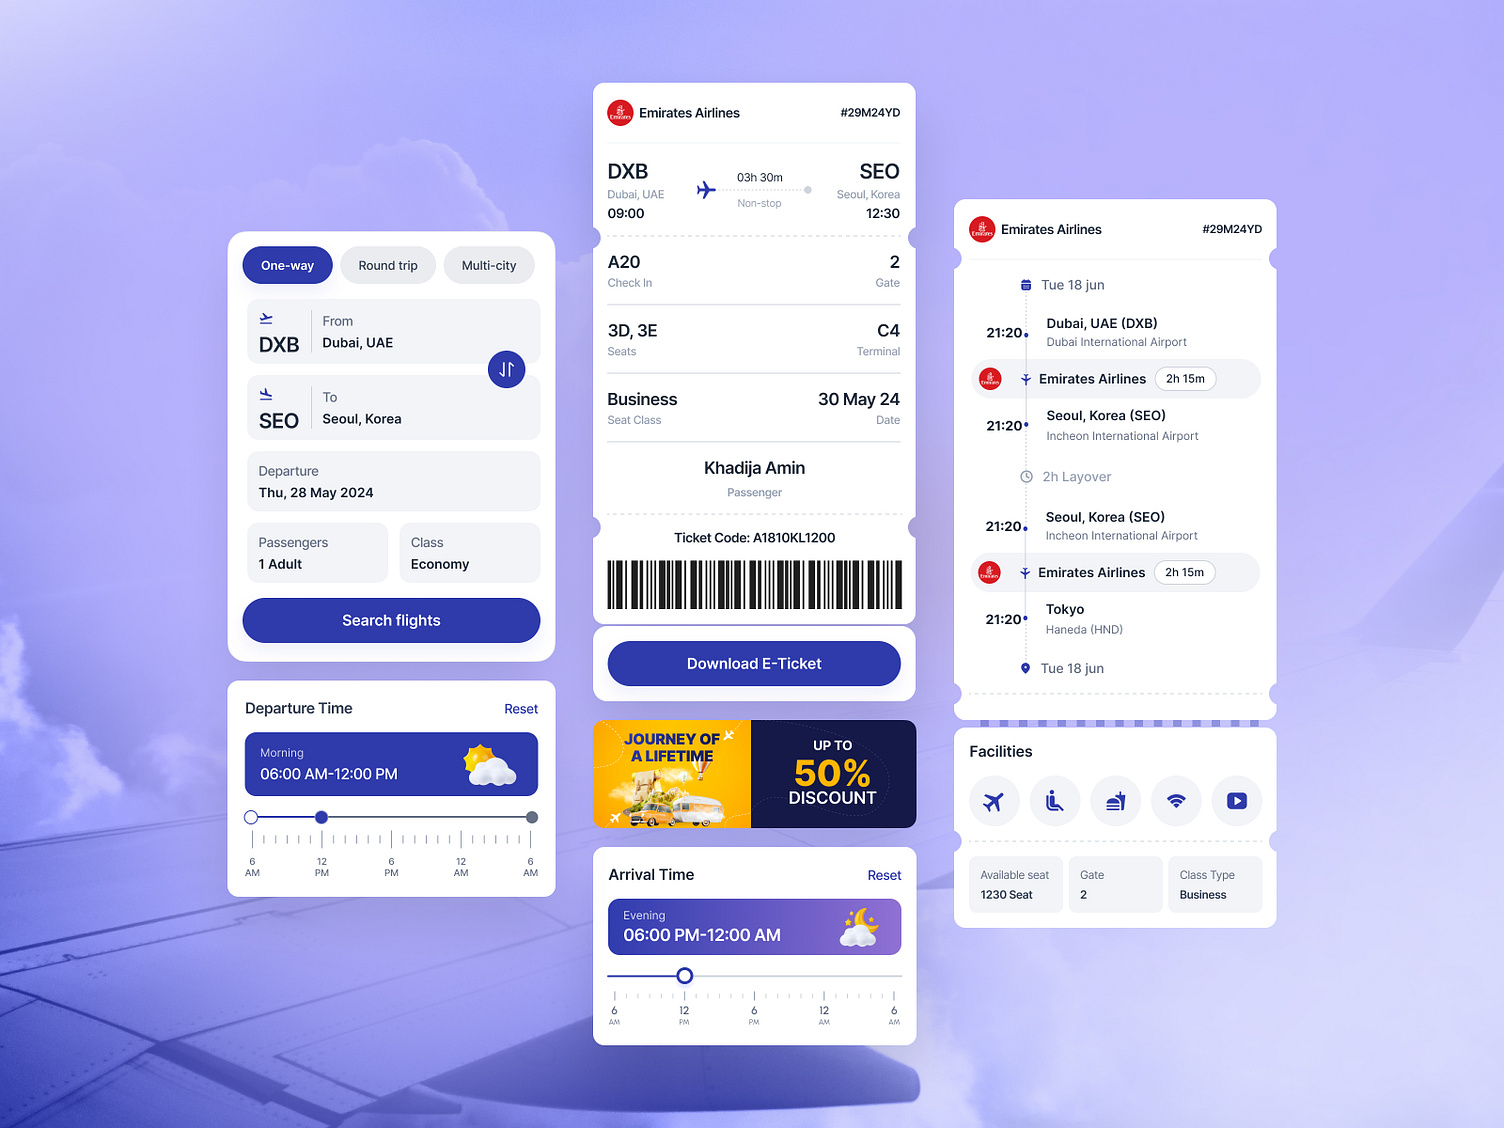 One-way
Round trip
Multi-city
DXB
From
Dubai, UAE
SEO
To
Seoul, Korea
Departure
Thu, 28 May 2024
Passengers
1 Adult
Class
Economy
Search flights
Departure Time
Reset
Morning
06:00 AM-12:00 PM
6 12 6 12 6
AM PM PM AM AM
Emirates
Emirates Airlines
#29M24YD
DXB
03h 30m
SEO
Dubai, UAE
Non-stop
Seoul, Korea
09:00
12:30
A20
2
Check In
Gate
3D, 3E
C4
Seats
Terminal
Business
30 May 24
Seat Class
Date
Khadija Amin
Passenger
Ticket Code: A1810KL1200
Download E-Ticket
JOURNEY OF
A LIFETIME
UP TO
50%
DISCOUNT
Arrival Time
Reset
Evening
06:00 PM-12:00 AM
6 12 6 12 6
AM PM PM AM AM
Emirates
Emirates Airlines
#29M24YD
Tue 18 jun
21:20
Dubai, UAE (DXB)
Dubai International Airport
Emirates
Emirates Airlines
2h 15m
21:20
Seoul, Korea (SEO)
Incheon International Airport
2h Layover
21:20
Seoul, Korea (SEO)
Incheon International Airport
Emirates
Emirates Airlines
2h 15m
21:20
Tokyo
Haneda (HND)
Tue 18 jun
Facilities
Available seat
1230 Seat
Gate
2
Class Type
Business